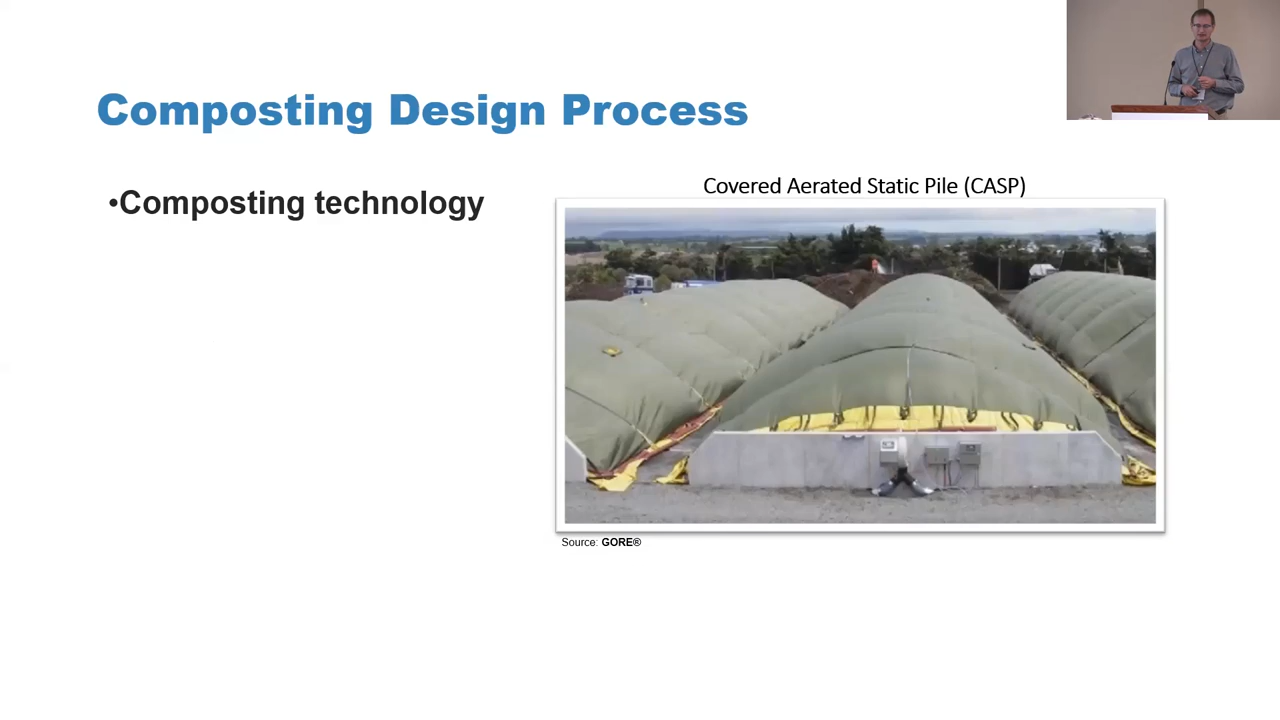 Composting Design Process
•Composting technology
Covered Aerated Static Pile (CASP)
Source: GORE®